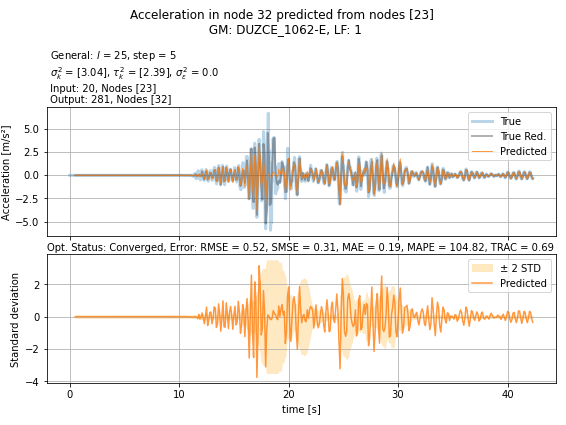 Acceleration in node 32 predicted from nodes [23]
GM: DUZCE_1062-E, LF: 1
General: l = 25, step = 5
σ²ₖ = [3.04], τ²ₖ = [2.39], σ²ε = 0.0
Input: 20, Nodes [23]
Output: 281, Nodes [32]
Acceleration [m/s²]
5.0
2.5
0.0
−2.5
−5.0
True
True Red.
Predicted
Opt. Status: Converged, Error: RMSE = 0.52, SMSE = 0.31, MAE = 0.19, MAPE = 104.82, TRAC = 0.69
Standard deviation
2
0
−2
−4
± 2 STD
Predicted
0 10 20 30 40
time [s]